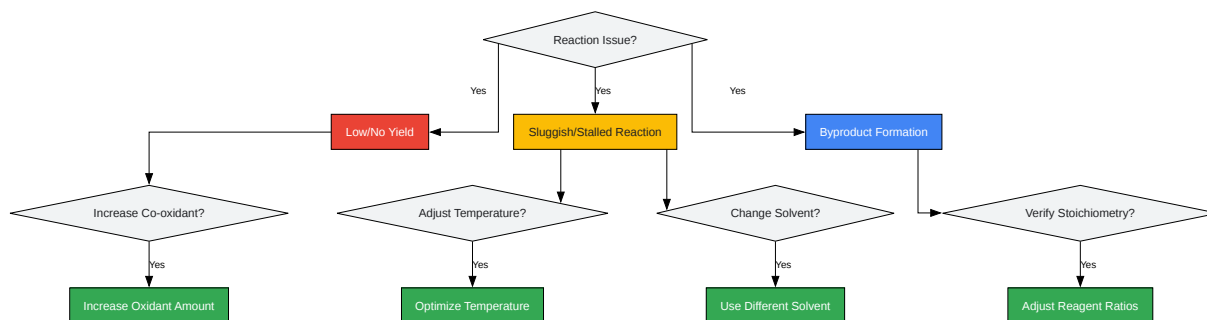 Reaction Issue?
Yes
Yes
Yes
Low/No Yield
Sluggish/Stalled Reaction
Byproduct Formation
Increase Co-oxidant?
Adjust Temperature?
Change Solvent?
Verify Stoichiometry?
Yes
Yes
Yes
Yes
Increase Oxidant Amount
Optimize Temperature
Use Different Solvent
Adjust Reagent Ratios